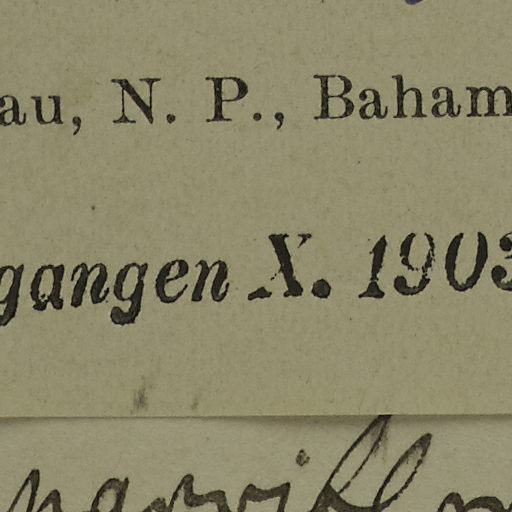 au, N. P., Baham
gangen X. 1903